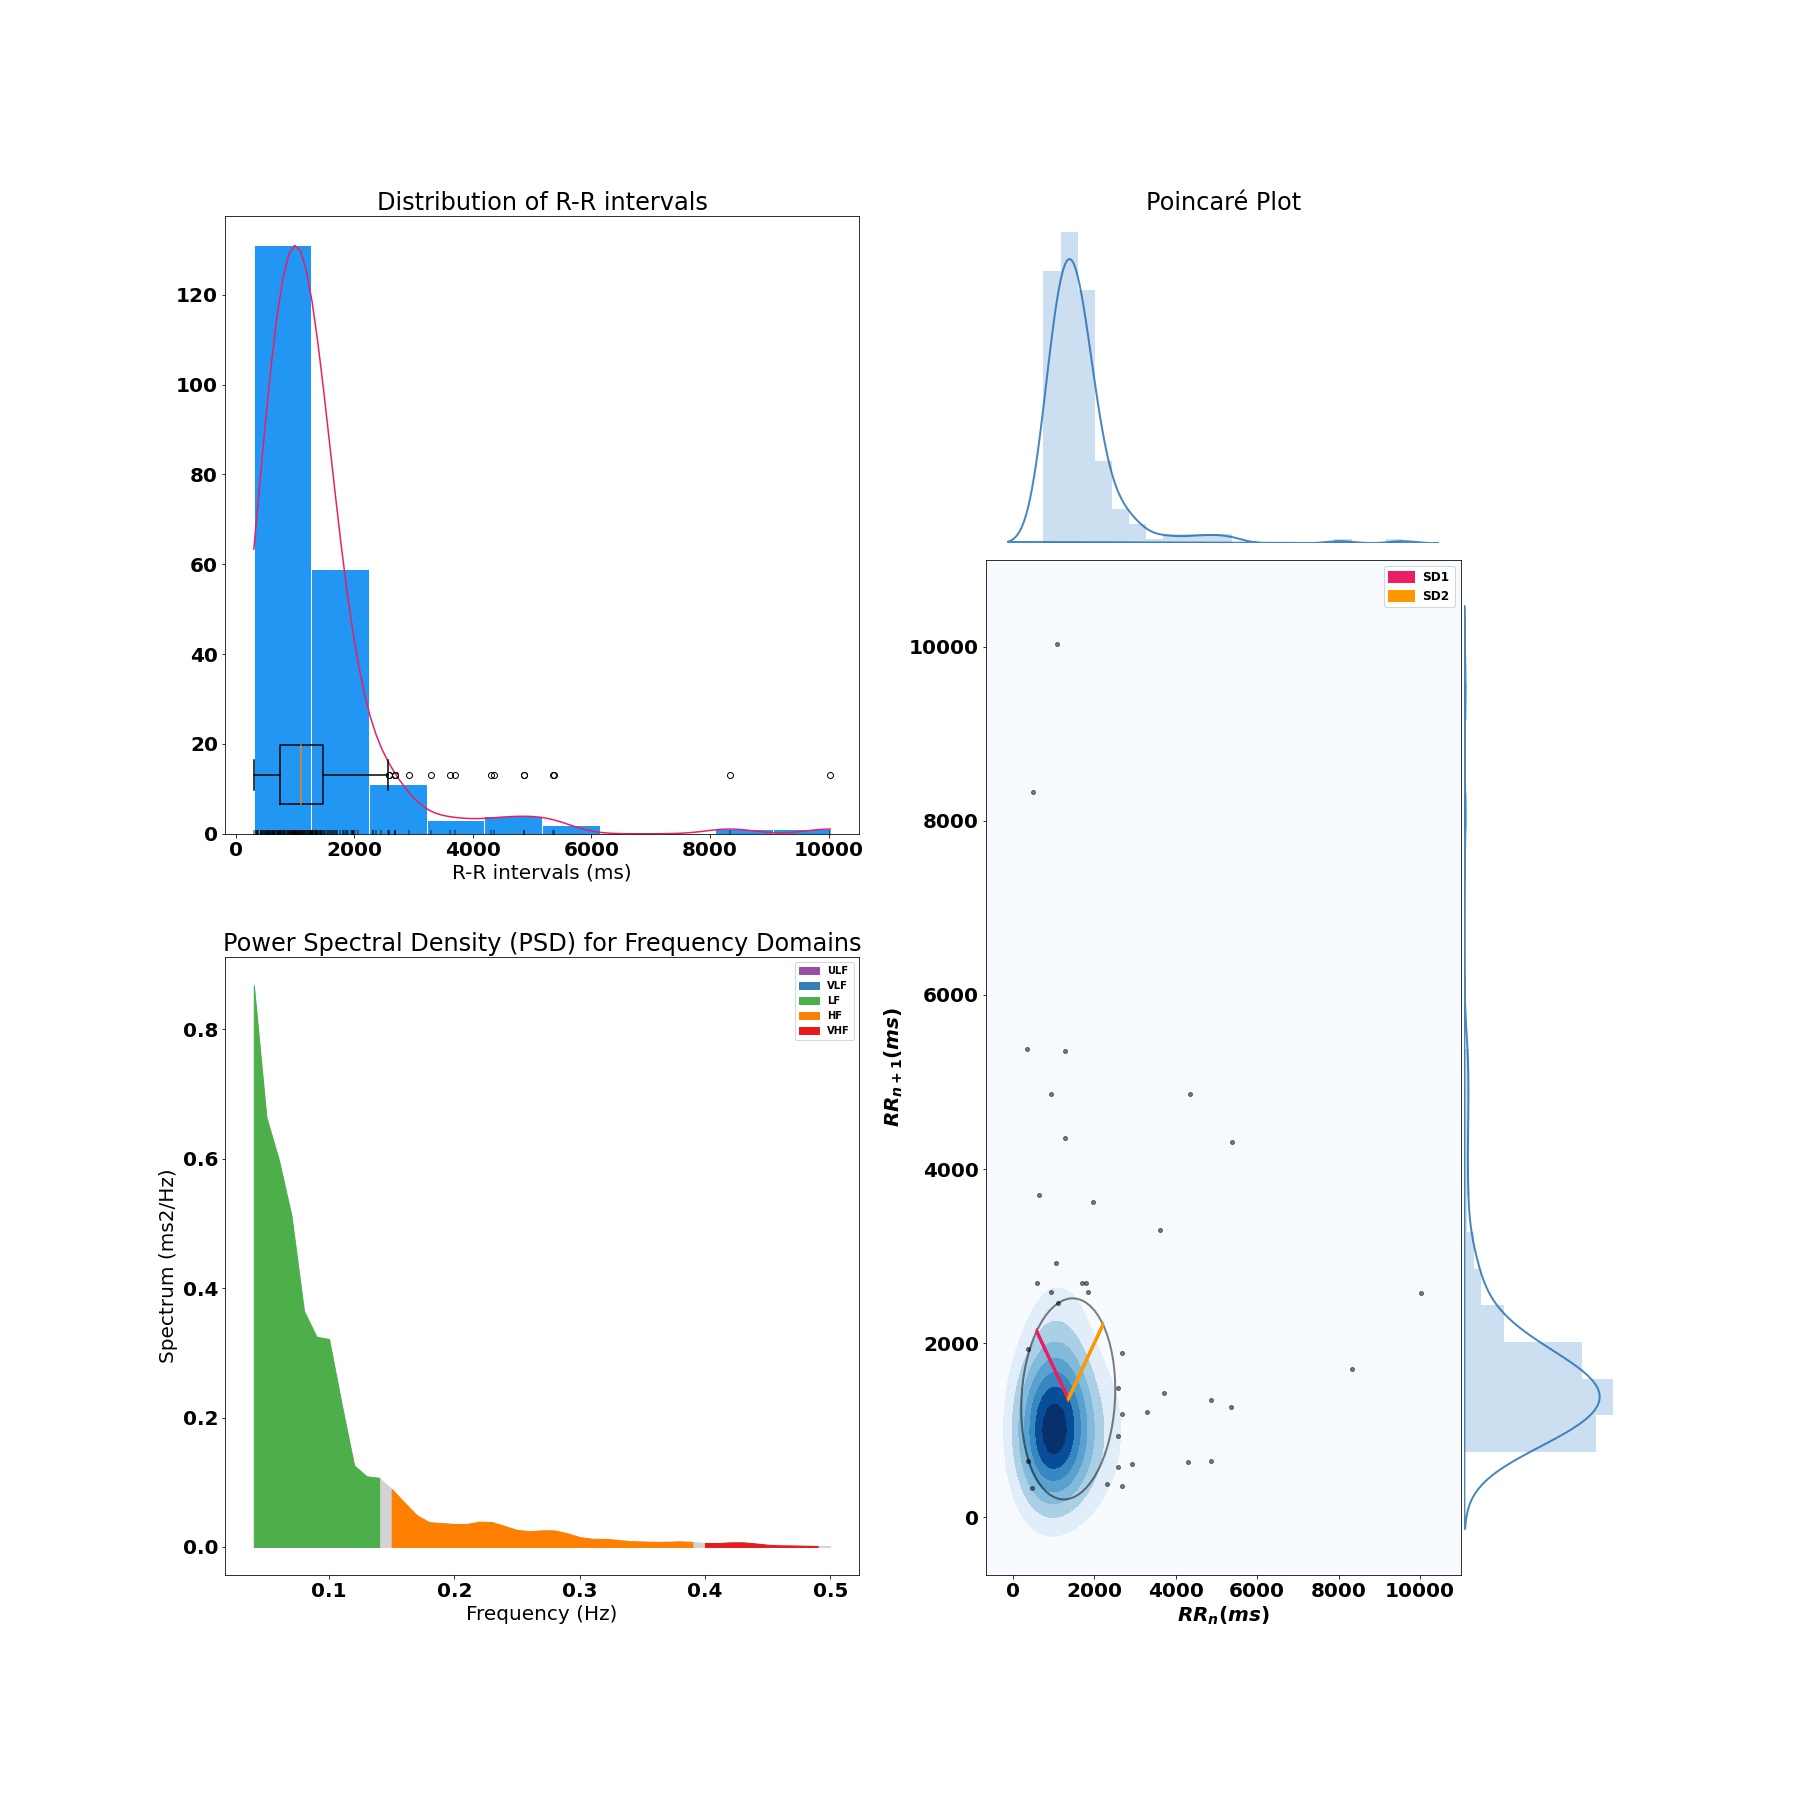 Distribution of R-R intervals
120
100
80
60
40
20
0
0 2000 4000 6000 8000 10000
R-R intervals (ms)
Power Spectral Density (PSD) for Frequency Domains
ULF
VLF
LF
HF
VHF
0.8
0.6
0.4
0.2
0.0
Spectrum (ms2/Hz)
0.1 0.2 0.3 0.4 0.5
Frequency (Hz)
Poincaré Plot
SD1
SD2
10000
8000
6000
4000
2000
0
RRn+1(ms)
0 2000 4000 6000 8000 10000
RRn(ms)